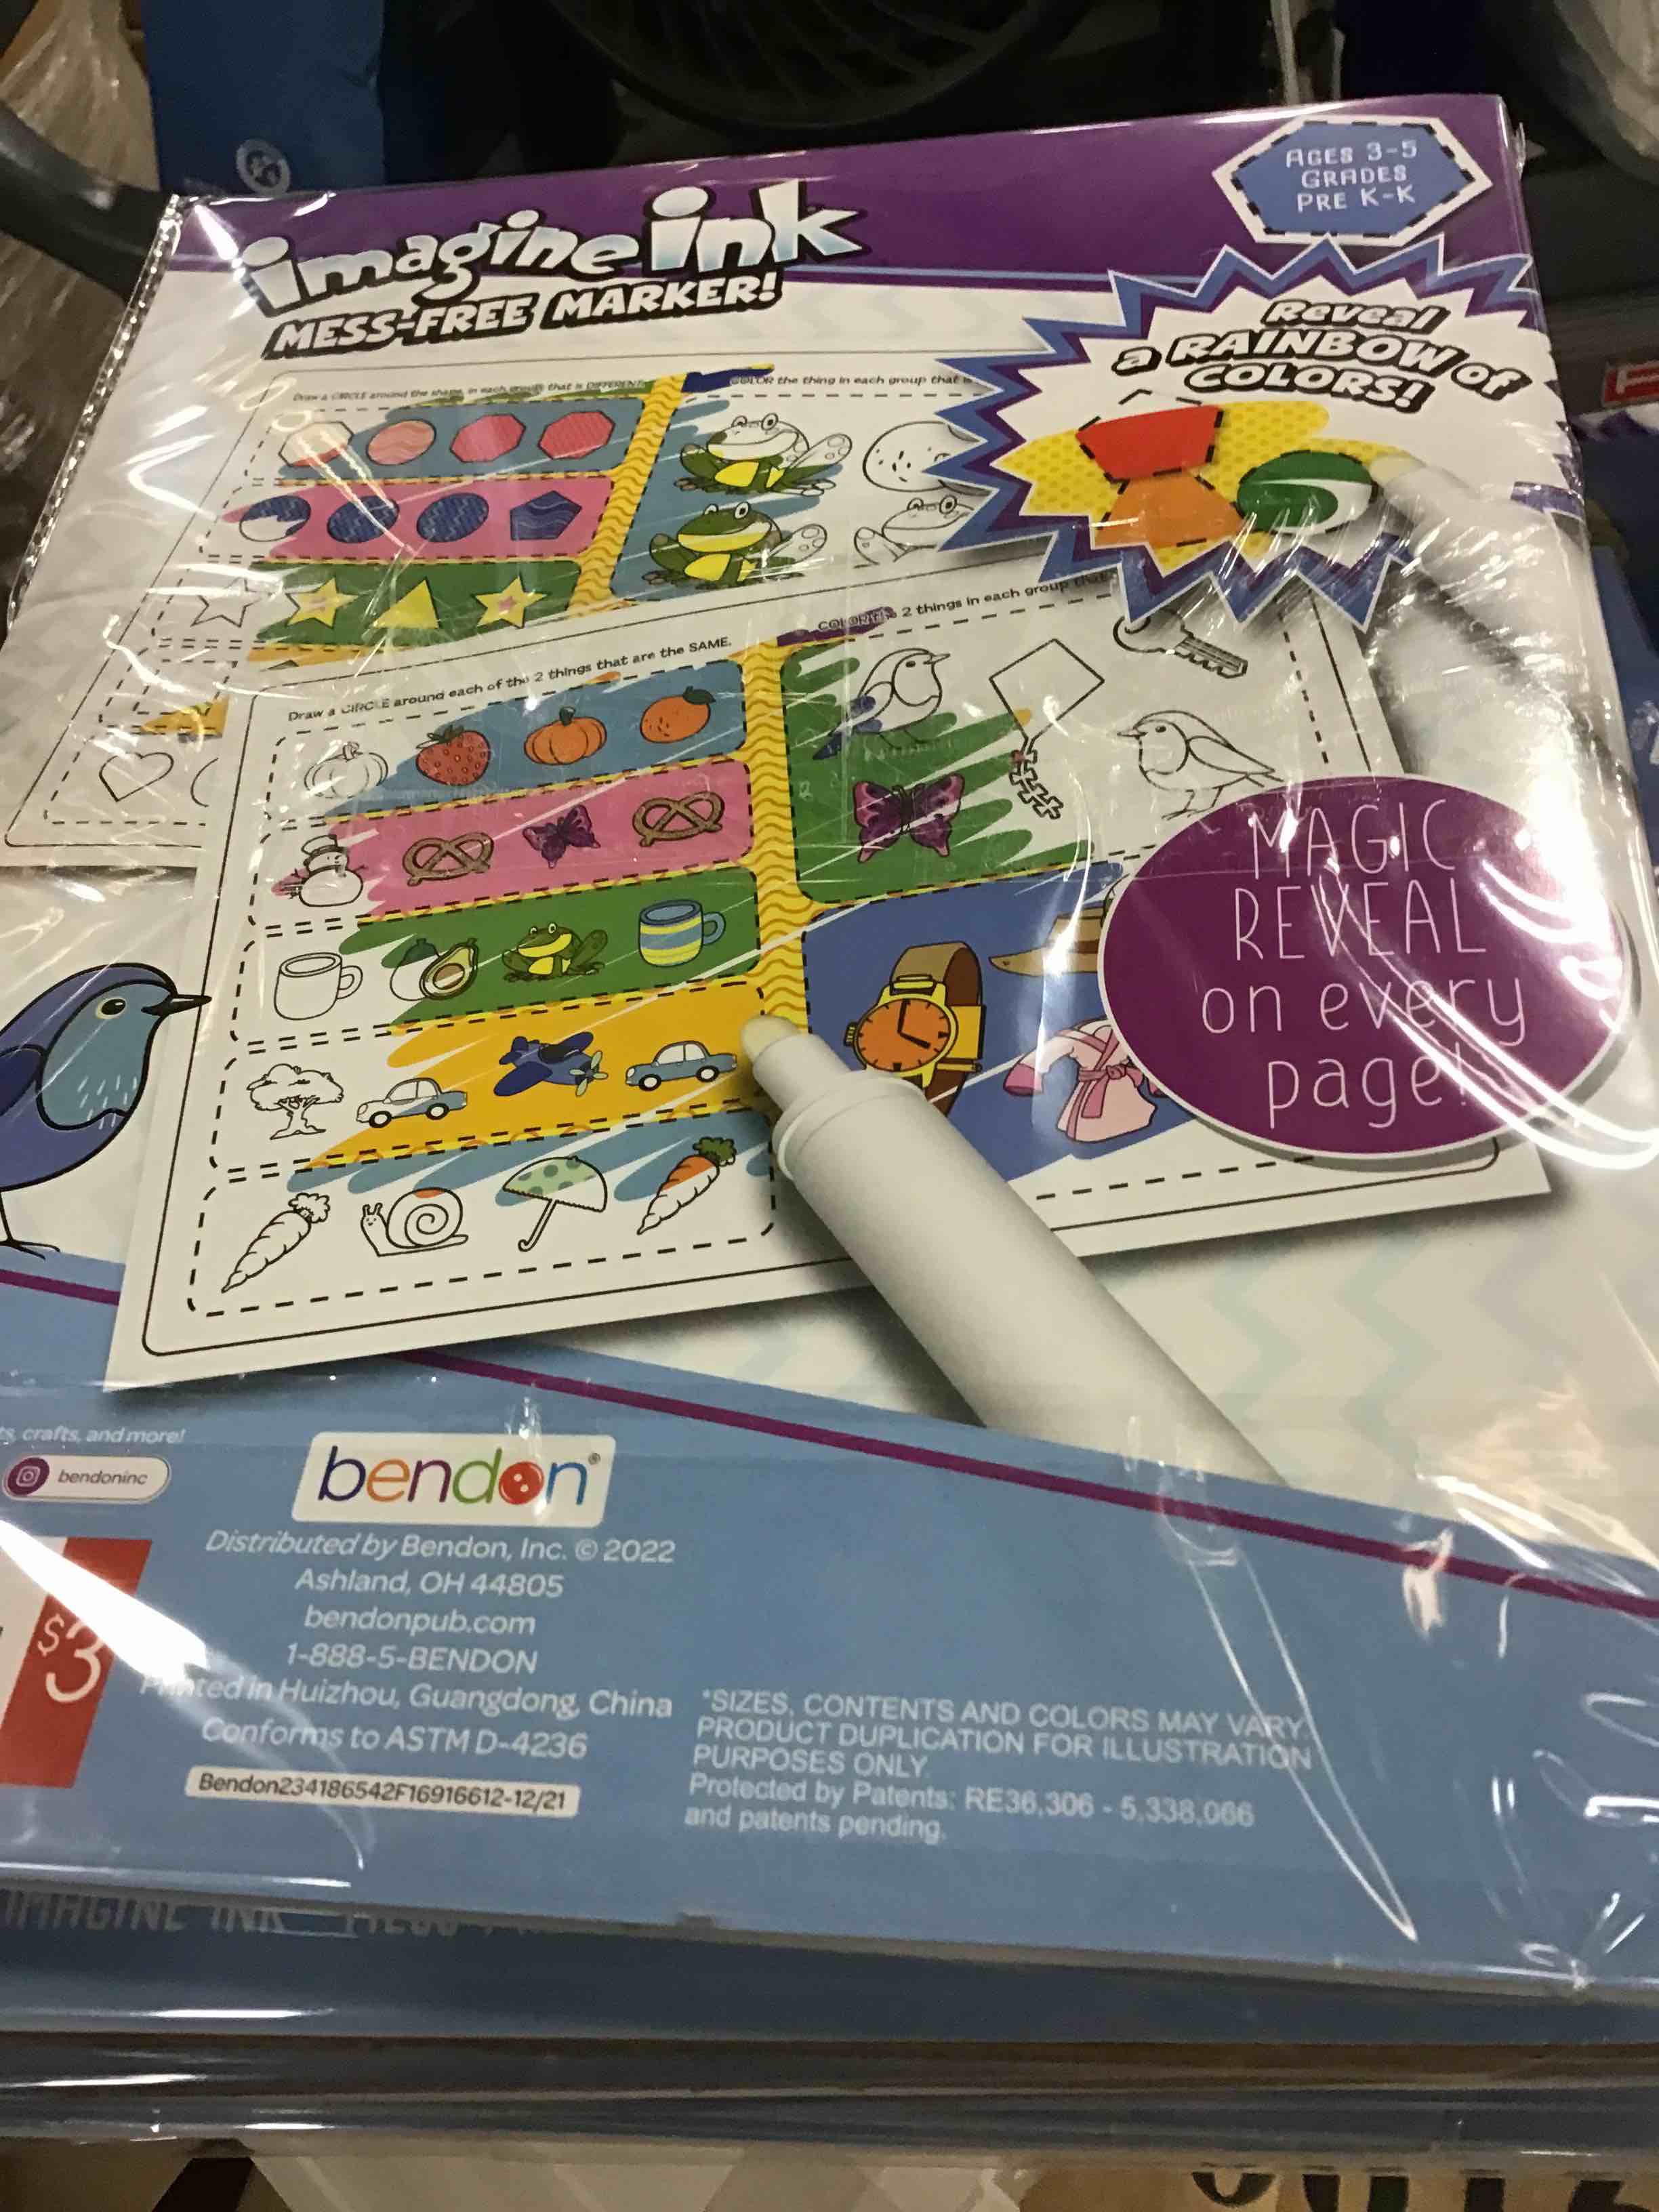 AGES 3-5
GRADES
PRE K-K
imagine ink
MESS-FREE MARKER!
Reveal
a RAINBOW of
COLORS!
Draw a CIRCLE around the shape in each group that is DIFFERENT.
COLOR the thing in each group that is
Draw a CIRCLE around each of the 2 things that are the SAME.
COLOR the 2 things in each group that
MAGIC
REVEAL
on every
page!
ts, crafts, and more!
bendoninc
bendon®
Distributed by Bendon, Inc. © 2022
Ashland, OH 44805
bendonpub.com
1-888-5-BENDON
Printed in Huizhou, Guangdong, China
Conforms to ASTM D-4236
Bendon234186542F16916612-12/21
$3
*SIZES, CONTENTS AND COLORS MAY VARY.
PRODUCT DUPLICATION FOR ILLUSTRATION
PURPOSES ONLY.
Protected by Patents: RE36,306 - 5,338,066
and patents pending.
IMAGINE INK